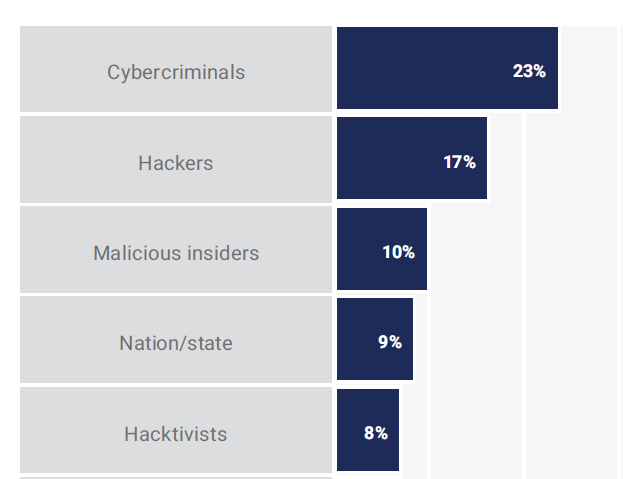 Cybercriminals 23%
Hackers 17%
Malicious insiders 10%
Nation/state 9%
Hacktivists 8%